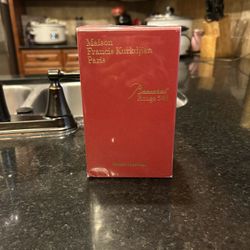 Maison
Francis Kurkdjian
Paris
Baccarat
Rouge 540